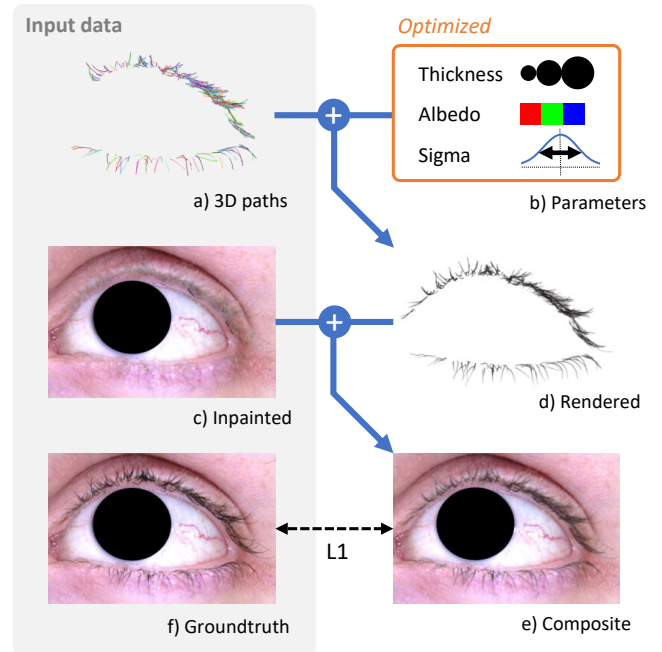 Input data
Optimized
Thickness
Albedo
Sigma
a) 3D paths
b) Parameters
+
c) Inpainted
+
d) Rendered
L1
f) Groundtruth
e) Composite